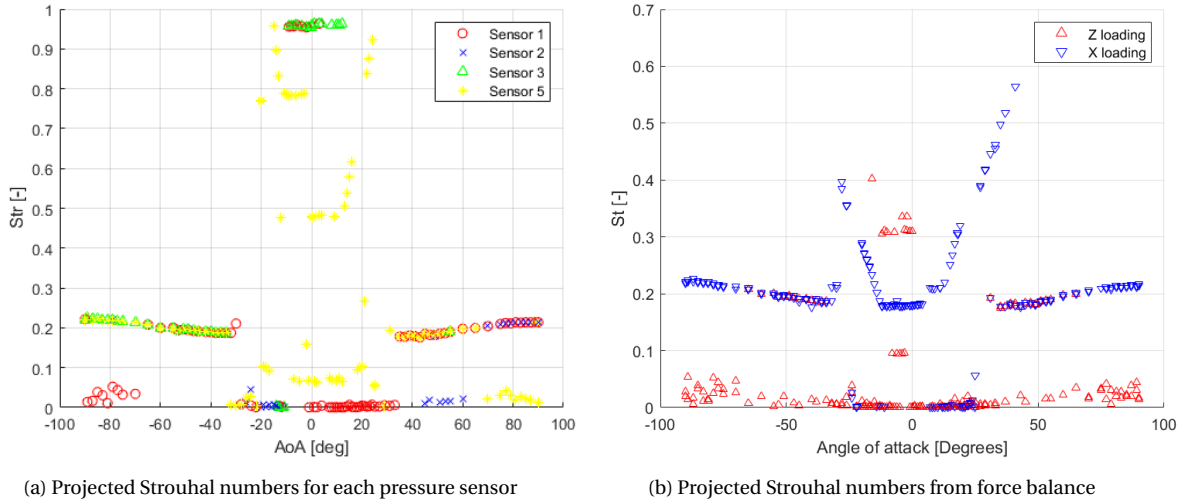 1
0.9
0.8
0.7
0.6
0.5
0.4
0.3
0.2
0.1
0
Str [-]
-100 -80 -60 -40 -20 0 20 40 60 80 100
AoA [deg]
Sensor 1
Sensor 2
Sensor 3
Sensor 5
(a) Projected Strouhal numbers for each pressure sensor
0.7
0.6
0.5
0.4
0.3
0.2
0.1
0
St [-]
-100 -50 0 50 100
Angle of attack [Degrees]
Z loading
X loading
(b) Projected Strouhal numbers from force balance